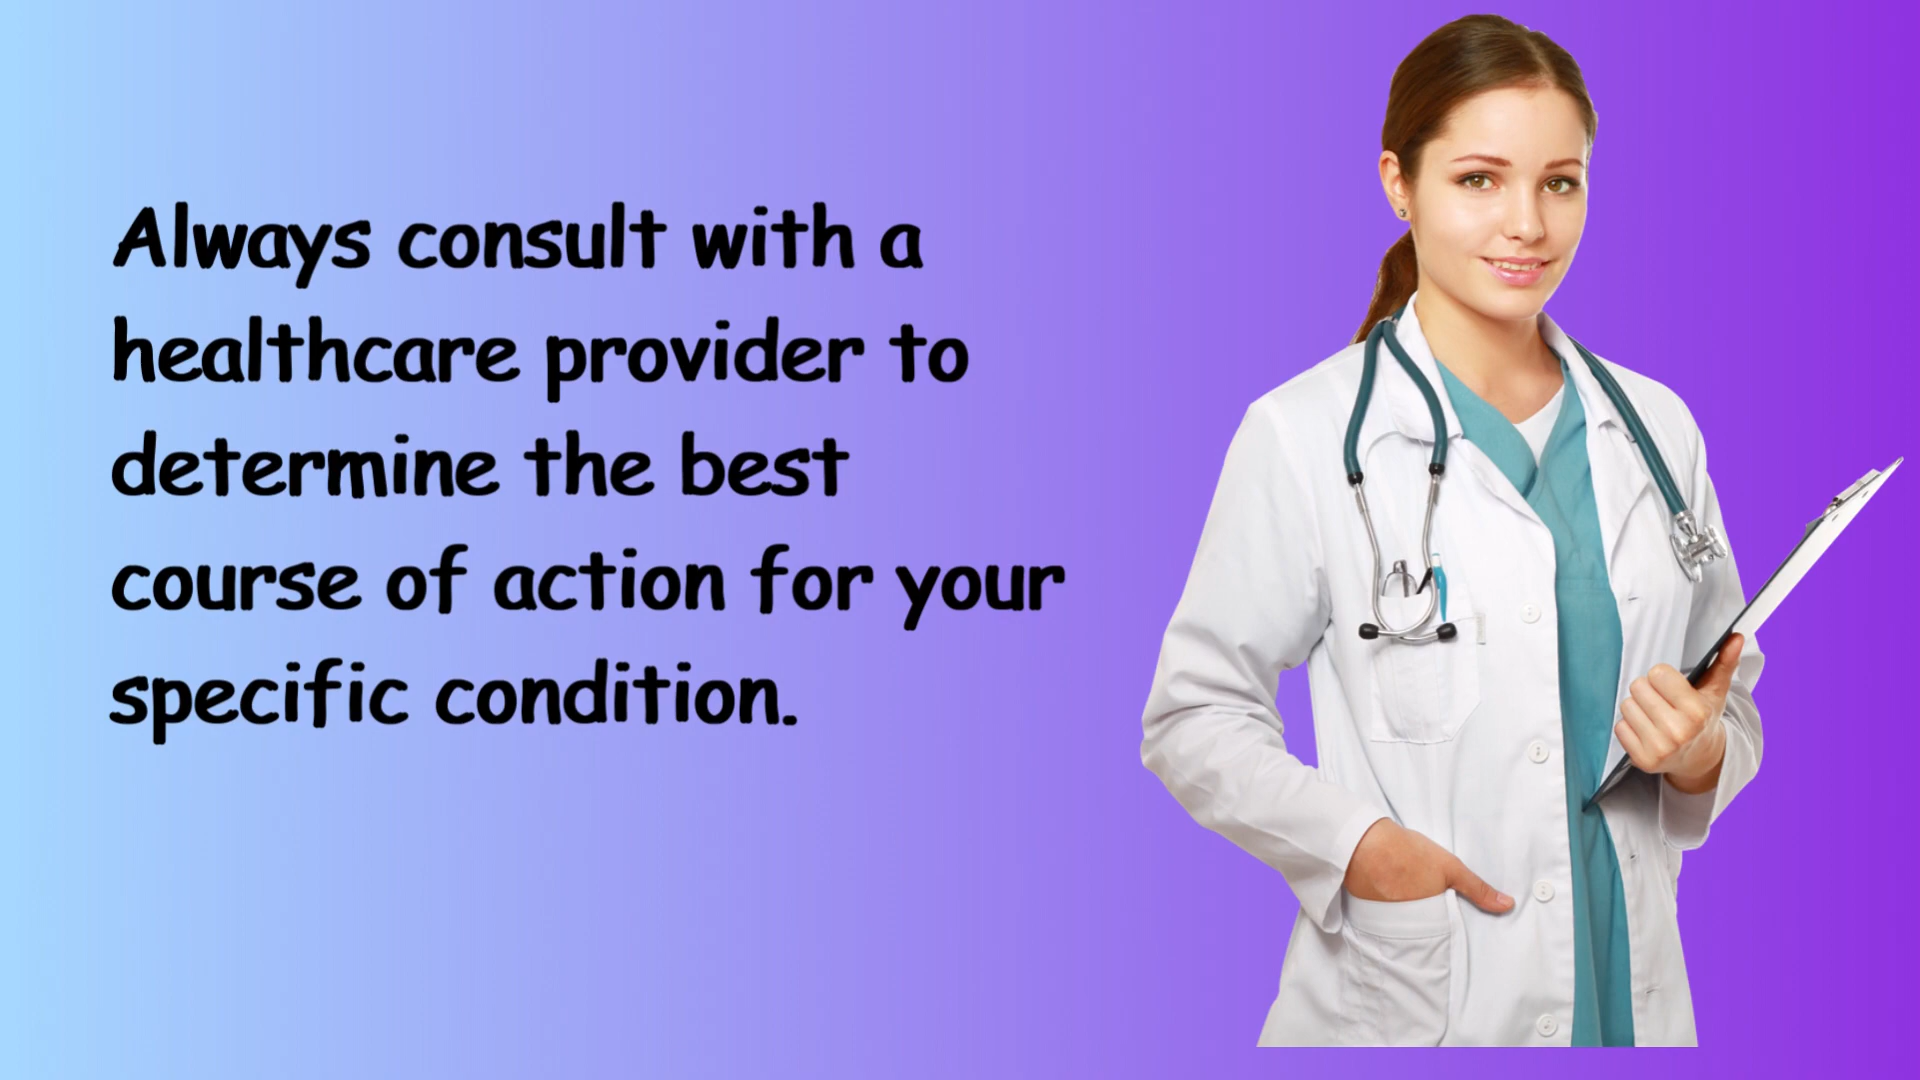 Always consult with a
healthcare provider to
determine the best
course of action for your
specific condition.